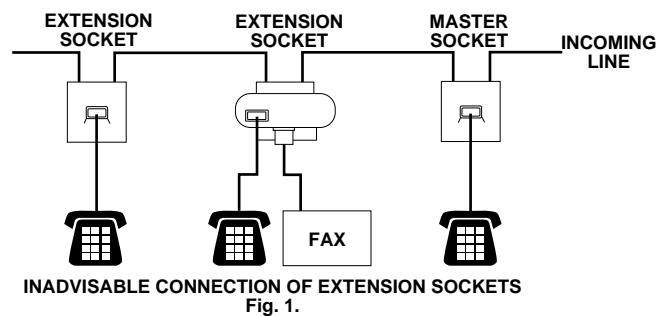 EXTENSION SOCKET
EXTENSION SOCKET
MASTER SOCKET
INCOMING LINE
FAX
INADVISABLE CONNECTION OF EXTENSION SOCKETS
Fig. 1.